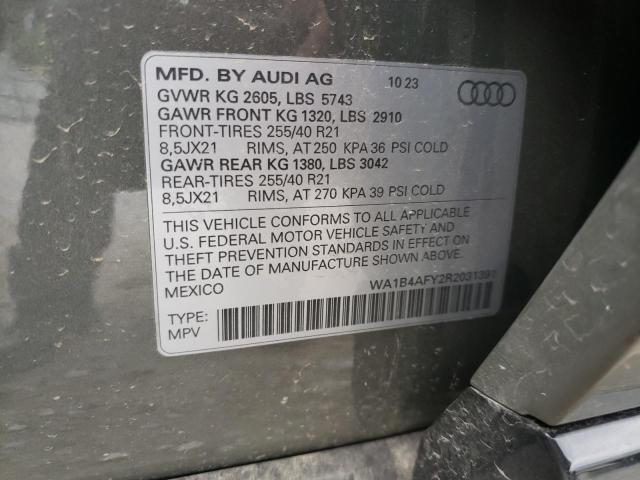 MFD. BY AUDI AG 10 23
GVWR KG 2605, LBS 5743
GAWR FRONT KG 1320, LBS 2910
FRONT-TIRES 255/40 R21
8,5JX21 RIMS, AT 250 KPA 36 PSI COLD
GAWR REAR KG 1380, LBS 3042
REAR-TIRES 255/40 R21
8,5JX21 RIMS, AT 270 KPA 39 PSI COLD
THIS VEHICLE CONFORMS TO ALL APPLICABLE
U.S. FEDERAL MOTOR VEHICLE SAFETY AND
THEFT PREVENTION STANDARDS IN EFFECT ON
THE DATE OF MANUFACTURE SHOWN ABOVE.
MEXICO WA1B4AFY2R2031391
TYPE:
MPV